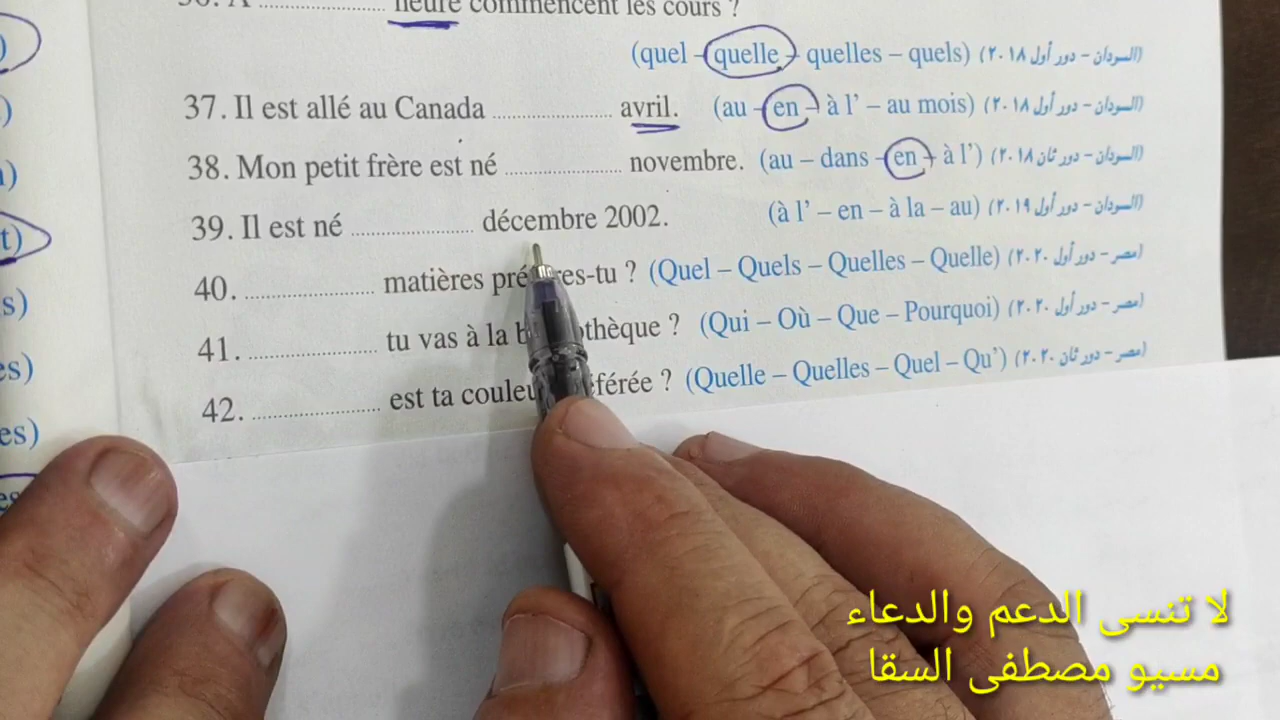 heure commencent les cours ?
(quel – quelle – quelles – quels) (السودان – دور أول ٢٠١٨)
37. Il est allé au Canada .................... avril. (au – en – à l' – au mois) (السودان – دور أول ٢٠١٨)
38. Mon petit frère est né .................... novembre. (au – dans – en – à l') (السودان – دور ثان ٢٠١٨)
39. Il est né .................... décembre 2002. (à l' – en – à la – au) (السودان – دور أول ٢٠١٩)
40. .................... matières tu ? (Quel – Quels – Quelles – Quelle) (مصر – دور أول ٢٠٢٠)
41. .................... tu vas à la ? (Qui – Où – Que – Pourquoi) (مصر – دور أول ٢٠٢٠)
42. .................... est ta ? (Quelle – Quelles – Quel – Qu') (مصر – دور ثان ٢٠٢٠)
t)
s)
es)
es)
لا تنسى الدعم والدعاء
مسيو مصطفى السقا